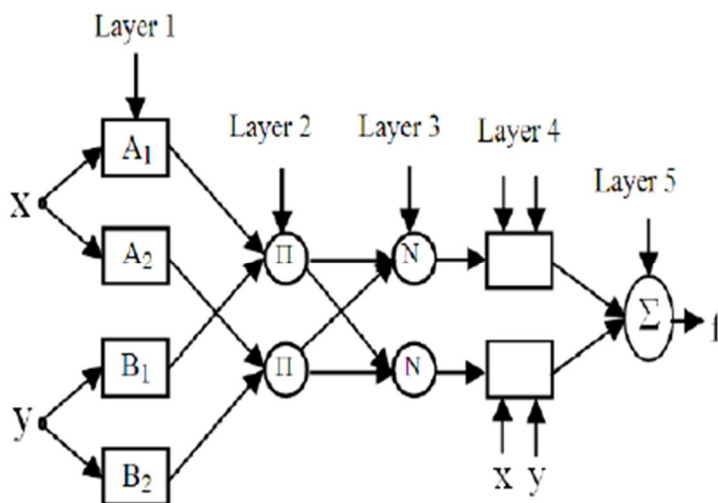 Layer 1
Layer 2
Layer 3
Layer 4
Layer 5
x
A₁
A₂
y
B₁
B₂
Π
Π
N
N
Σ
f
x y